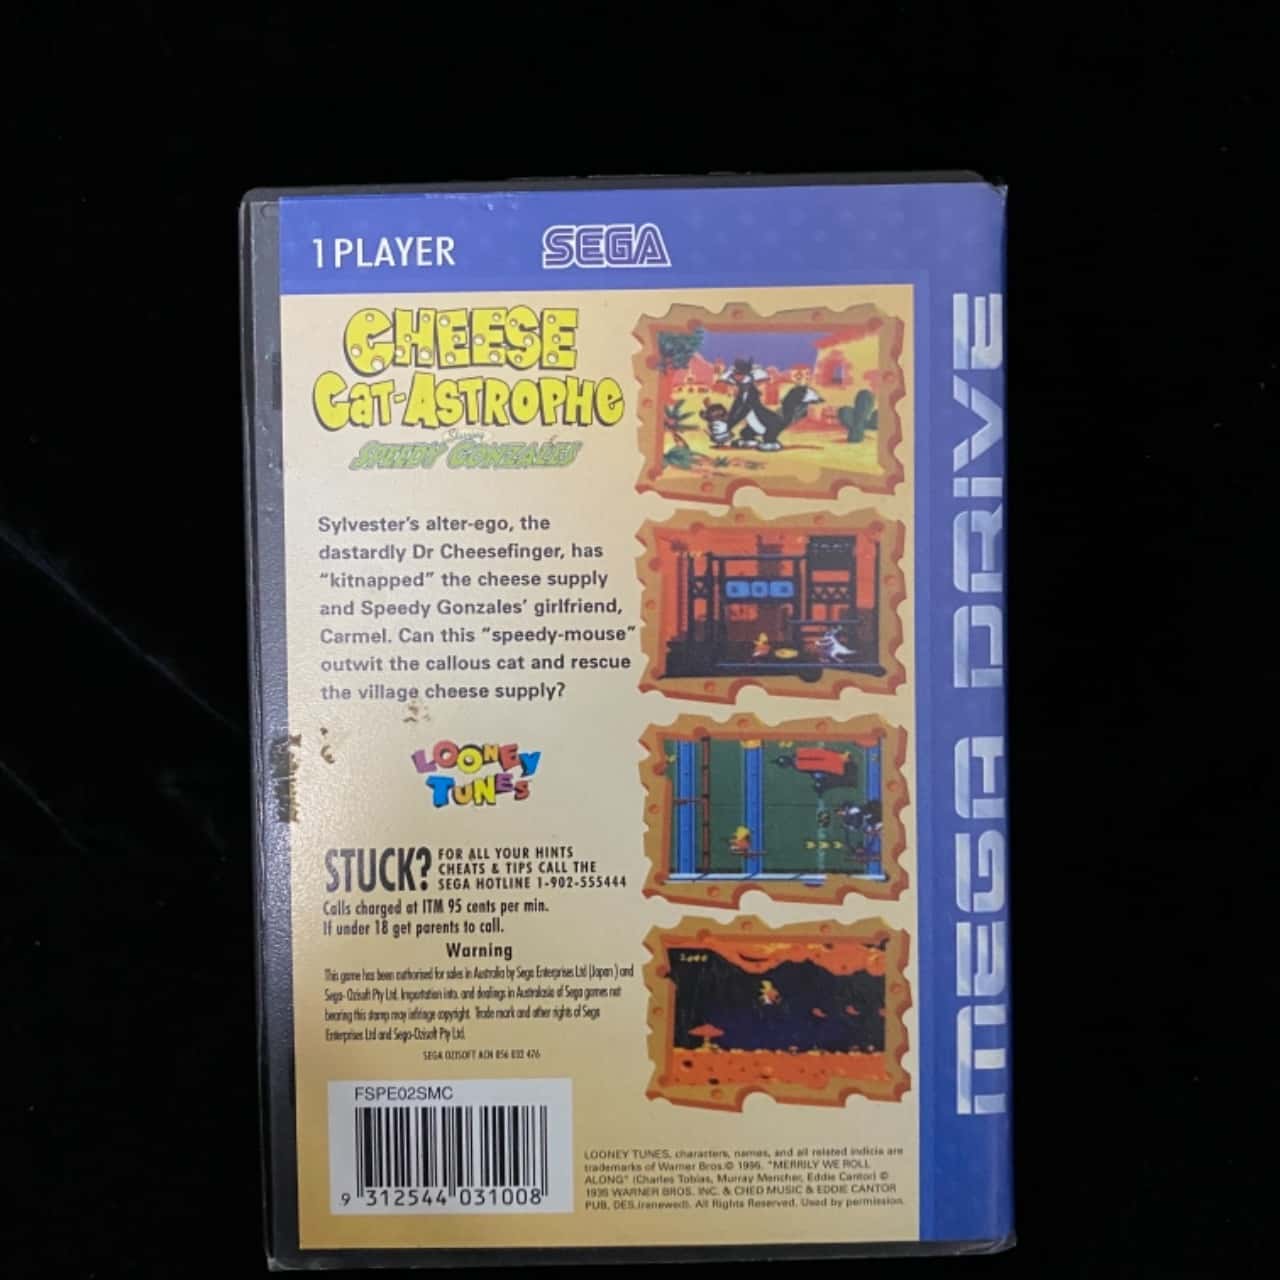 1 PLAYER
SEGA
CHEESE
CAT-ASTROPHE
Starring
SPEEDY GONZALES
Sylvester's alter-ego, the
dastardly Dr Cheesefinger, has
"kitnapped" the cheese supply
and Speedy Gonzales' girlfriend,
Carmel. Can this "speedy-mouse"
outwit the callous cat and rescue
the village cheese supply?
LOONEY
TUNES
STUCK? FOR ALL YOUR HINTS
CHEATS & TIPS CALL THE
SEGA HOTLINE 1-902-555444
Calls charged at ITM 95 cents per min.
If under 18 get parents to call.
Warning
This game has been authorised for sales in Australia by Sega Enterprises Ltd (Japan) and
Sega-Ozisoft Pty Ltd. Importation into, and dealings in Australasia of Sega games not
bearing this stamp may infringe copyright. Trade mark and other rights of Sega
Enterprises Ltd and Sega-Ozisoft Pty Ltd.
SEGA OZISOFT ACN 056 032 476
FSPE02SMC
9 312544 031008
LOONEY TUNES, characters, names, and all related indicia are
trademarks of Warner Bros.© 1996. "MERRILY WE ROLL
ALONG" (Charles Tobias, Murray Mencher, Eddie Cantor) ©
1935 WARNER BROS. INC. & CHED MUSIC & EDDIE CANTOR
PUB. DES.(renewed). All Rights Reserved. Used by permission.
MEGA DRIVE